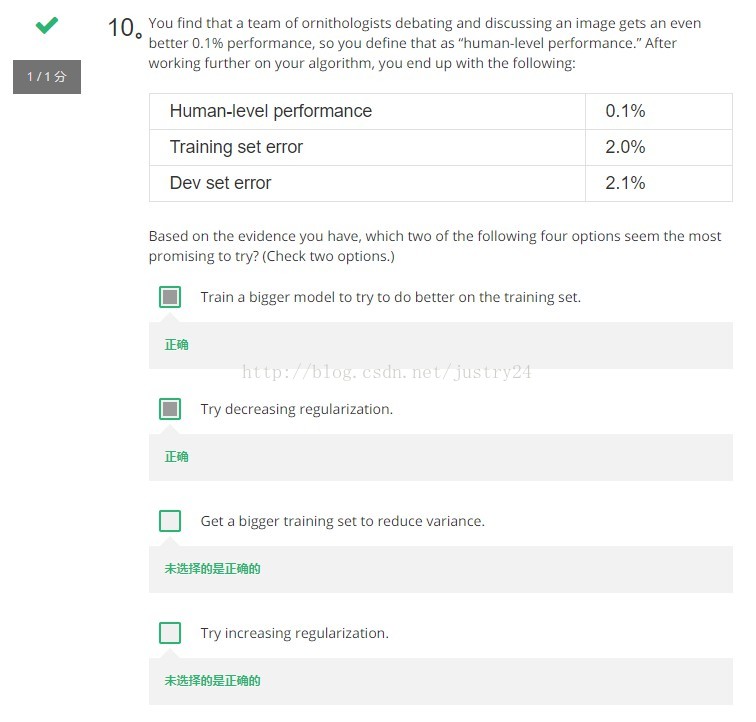 10. You find that a team of ornithologists debating and discussing an image gets an even
better 0.1% performance, so you define that as “human-level performance.” After
working further on your algorithm, you end up with the following:
1 / 1 分
Human-level performance 0.1%
Training set error 2.0%
Dev set error 2.1%
Based on the evidence you have, which two of the following four options seem the most
promising to try? (Check two options.)
Train a bigger model to try to do better on the training set.
正确
http://blog.csdn.net/justry24
Try decreasing regularization.
正确
Get a bigger training set to reduce variance.
未选择的是正确的
Try increasing regularization.
未选择的是正确的